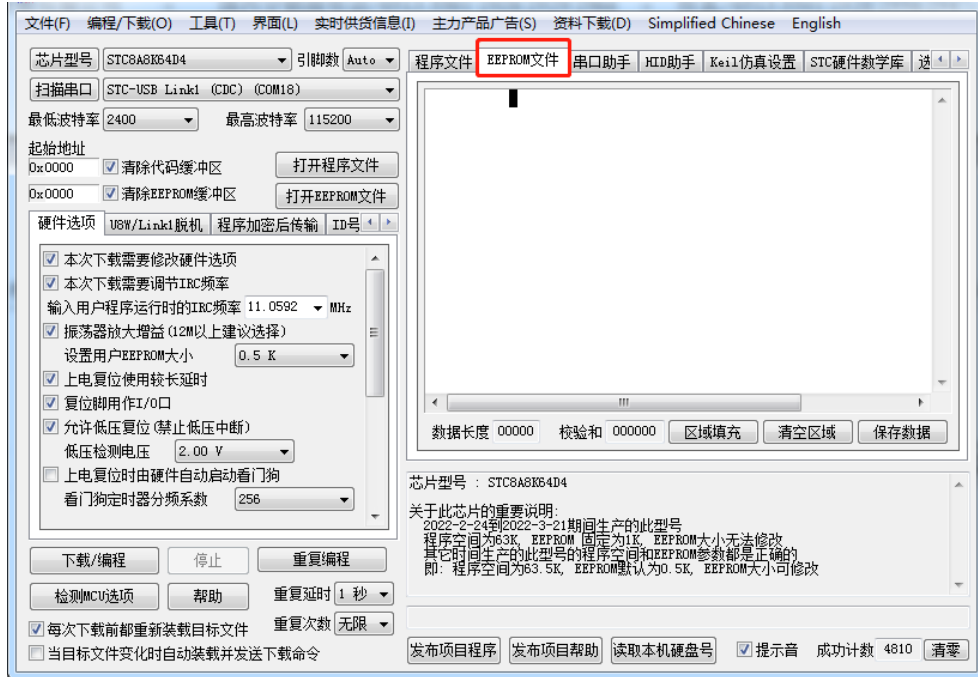 文件(F) 编程/下载(O) 工具(T) 界面(L) 实时供货信息(I) 主力产品广告(S) 资料下载(D) Simplified Chinese English
芯片型号 STC8A8K64D4 引脚数 Auto
扫描串口 STC-USB Link1 (CDC) (COM18)
最低波特率 2400 最高波特率 115200
起始地址
0x0000 清除代码缓冲区 打开程序文件
0x0000 清除EEPROM缓冲区 打开EEPROM文件
硬件选项 U8W/Link1脱机 程序加密后传输 ID号
本次下载需要修改硬件选项
本次下载需要调节IRC频率
输入用户程序运行时的IRC频率 11.0592 MHz
振荡器放大增益(12M以上建议选择)
设置用户EEPROM大小 0.5 K
上电复位使用较长延时
复位脚用作I/O口
允许低压复位(禁止低压中断)
低压检测电压 2.00 V
上电复位时由硬件自动启动看门狗
看门狗定时器分频系数 256
下载/编程 停止 重复编程
检测MCU选项 帮助 重复延时 1 秒
每次下载前都重新装载目标文件 重复次数 无限
当目标文件变化时自动装载并发送下载命令
程序文件 EEPROM文件 串口助手 HID助手 Keil仿真设置 STC硬件数学库 选
数据长度 00000 校验和 000000 区域填充 清空区域 保存数据
芯片型号 : STC8A8K64D4
关于此芯片的重要说明:
2022-2-24到2022-3-21期间生产的此型号
程序空间为63K, EEPROM 固定为1K, EEPROM大小无法修改
其它时间生产的此型号的程序空间和EEPROM参数都是正确的
即: 程序空间为63.5K, EEPROM默认为0.5K, EEPROM大小可修改
发布项目程序 发布项目帮助 读取本机硬盘号 提示音 成功计数 4810 清零